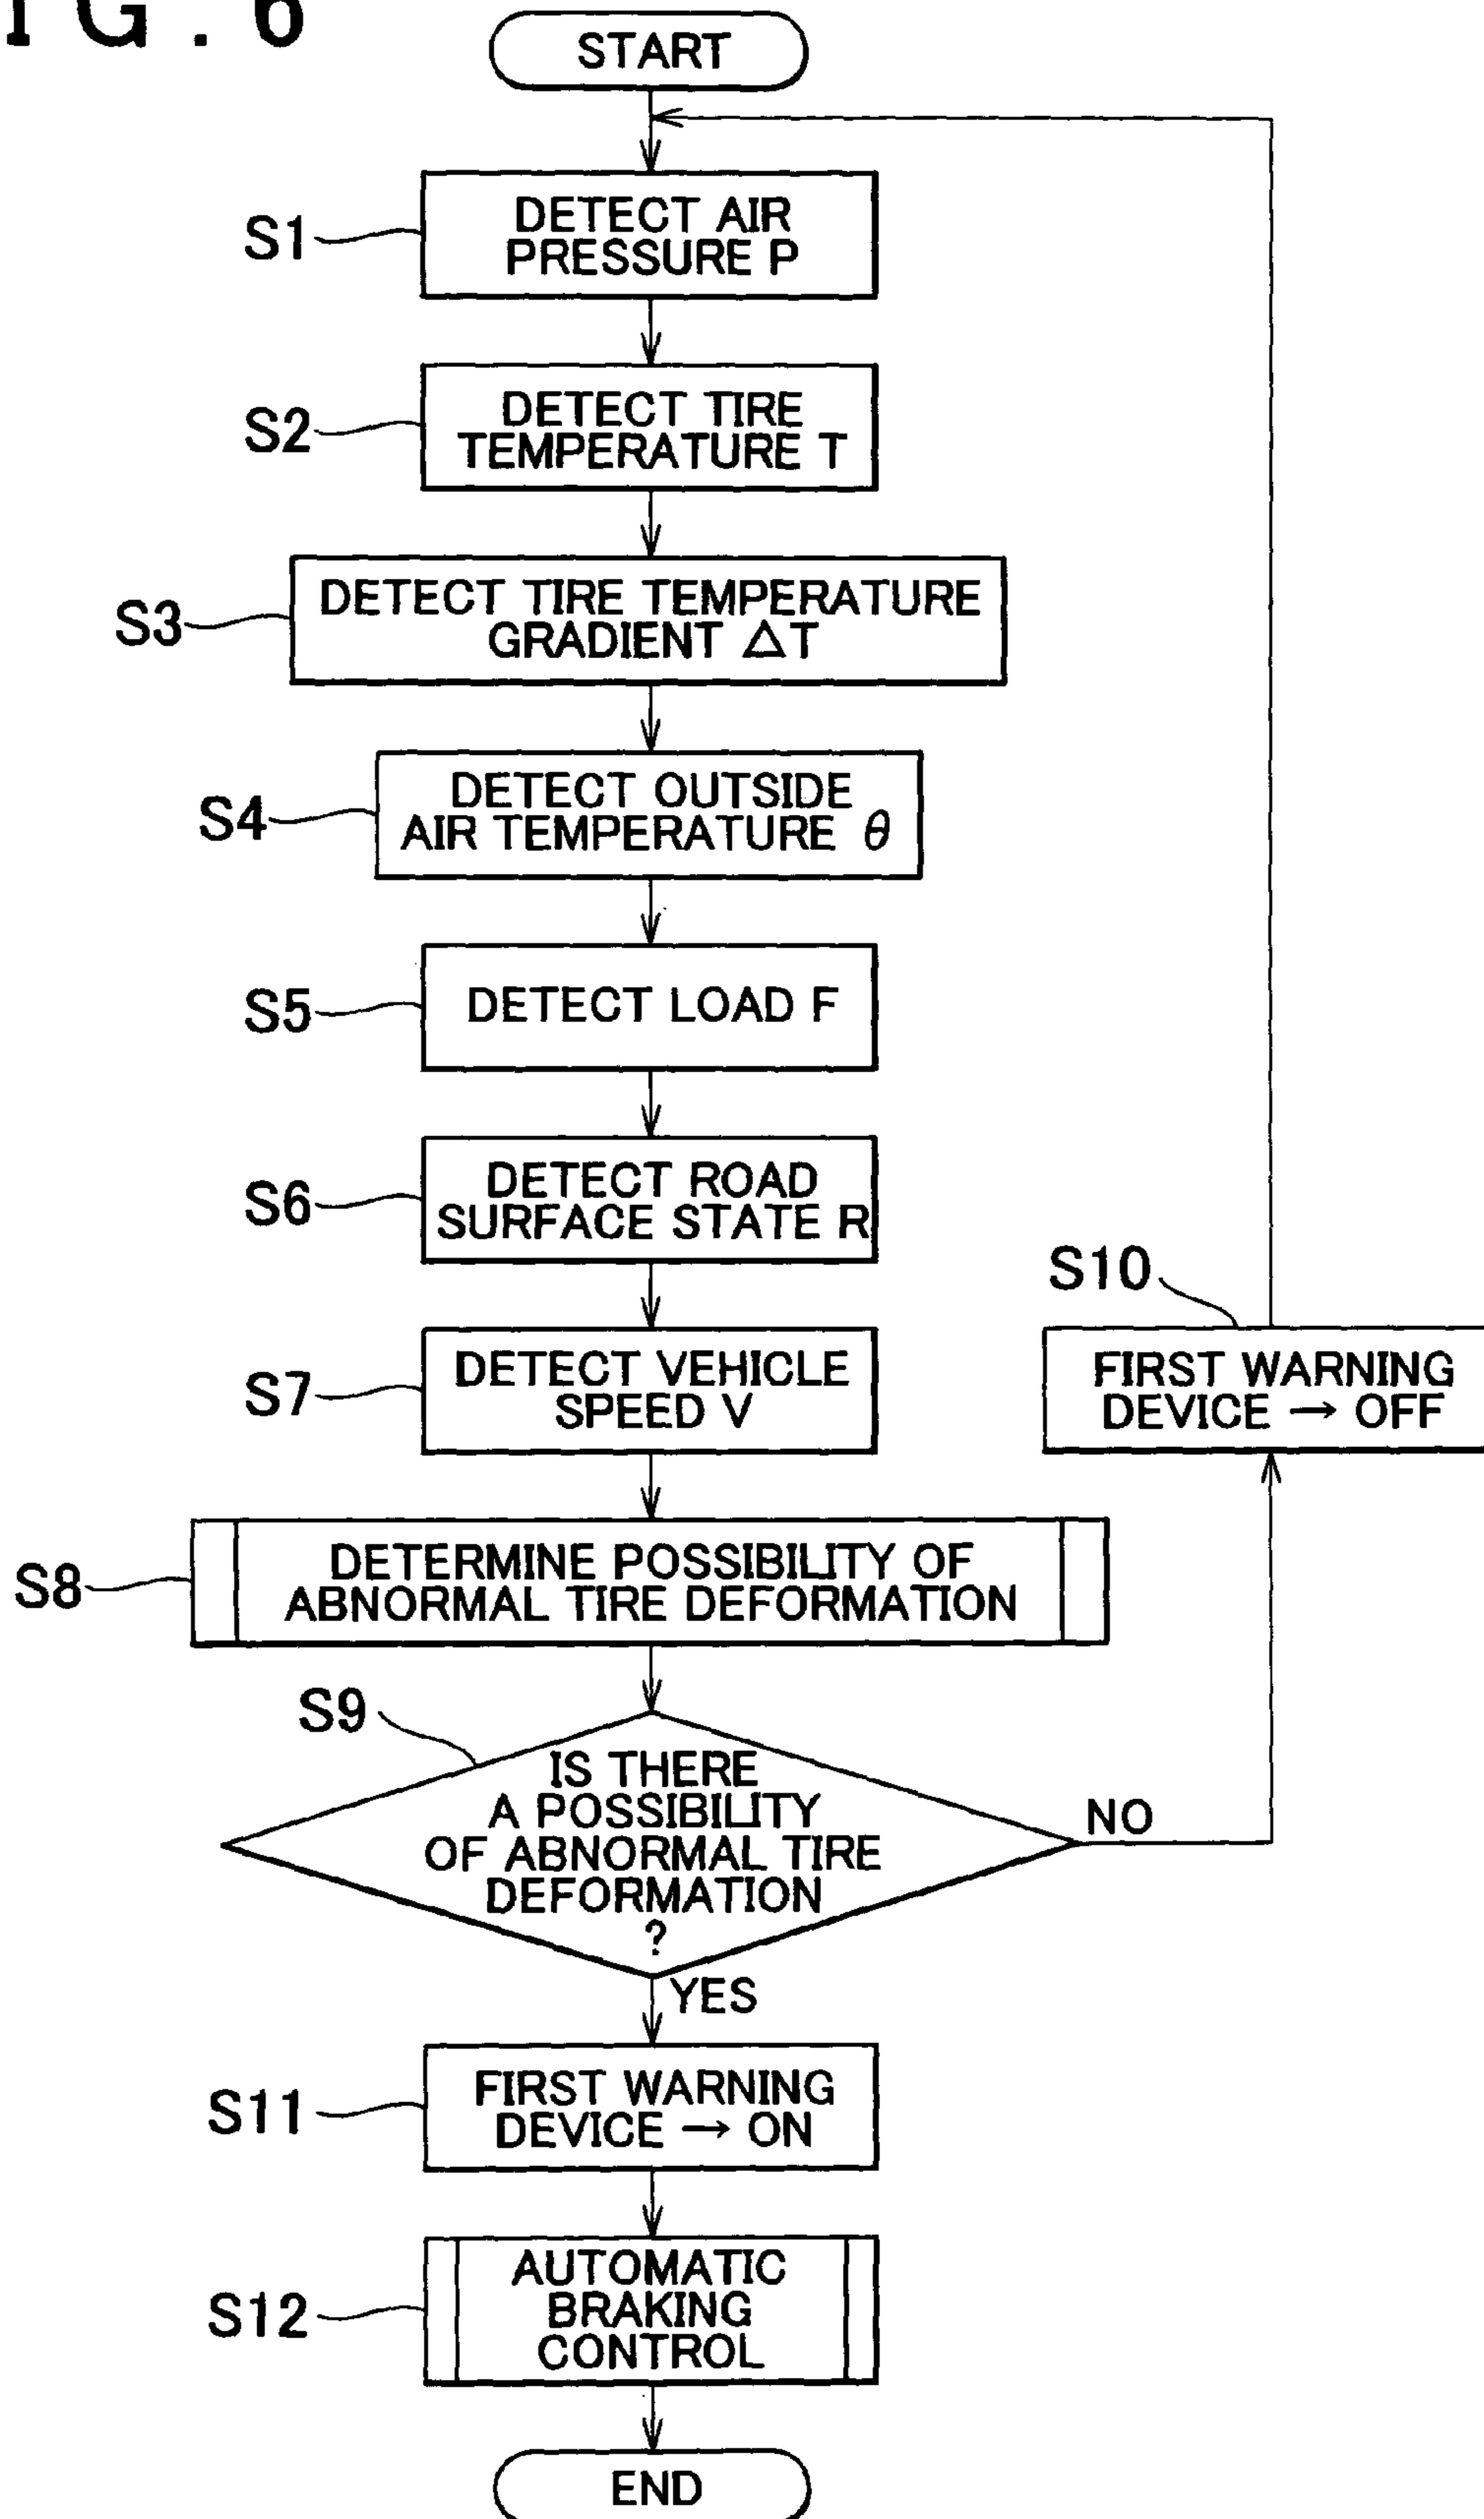 IG.6
START
S1
DETECT AIR
PRESSURE P
S2
DETECT TIRE
TEMPERATURE T
S3
DETECT TIRE TEMPERATURE
GRADIENT △T
S4
DETECT OUTSIDE
AIR TEMPERATURE θ
S5
DETECT LOAD F
S6
DETECT ROAD
SURFACE STATE R
S7
DETECT VEHICLE
SPEED V
S10
FIRST WARNING
DEVICE → OFF
S8
DETERMINE POSSIBILITY OF
ABNORMAL TIRE DEFORMATION
S9
IS THERE
A POSSIBILITY
OF ABNORMAL TIRE
DEFORMATION
?
NO
YES
S11
FIRST WARNING
DEVICE → ON
S12
AUTOMATIC
BRAKING
CONTROL
END